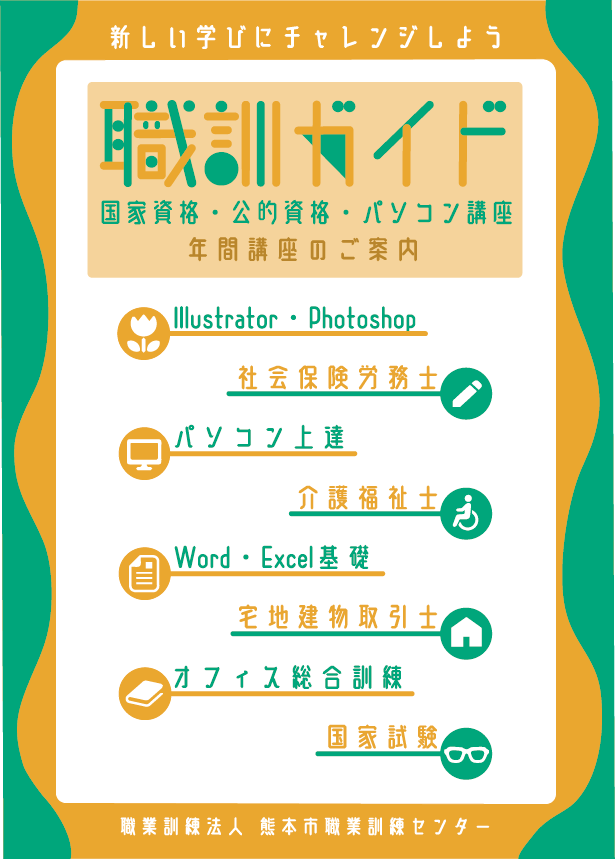 新しい学びにチャレンジしよう
職訓ガイド
国家資格・公的資格・パソコン講座
年間講座のご案内
Illustrator・Photoshop
社会保険労務士
パソコン上達
介護福祉士
Word・Excel基礎
宅地建物取引士
オフィス総合訓練
国家試験
職業訓練法人 熊本市職業訓練センター